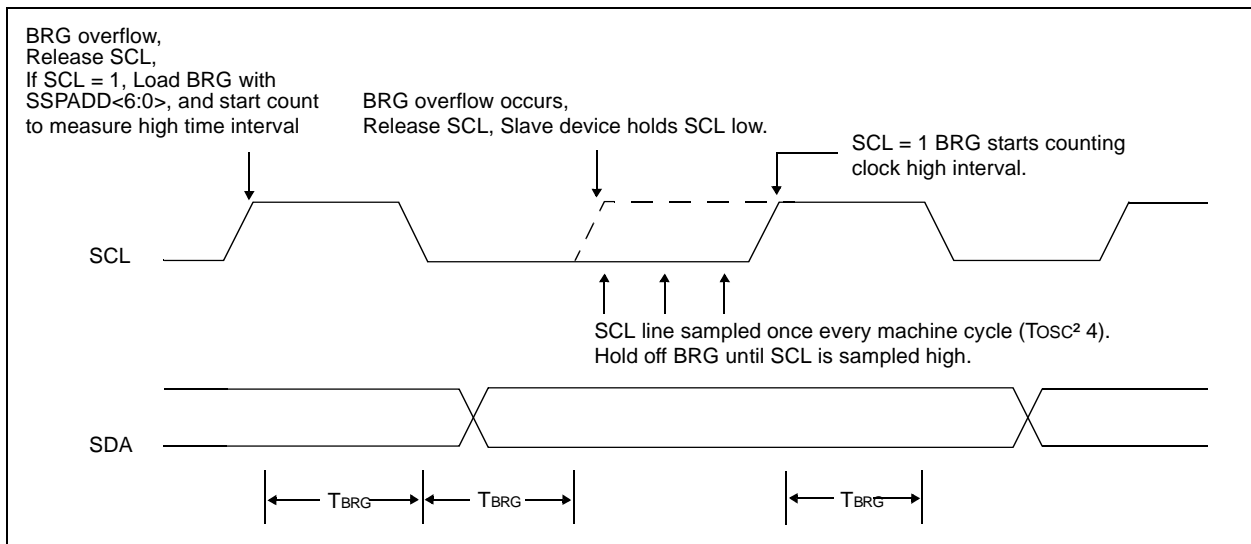 BRG overflow,
Release SCL,
If SCL = 1, Load BRG with
SSPADD<6:0>, and start count
to measure high time interval
BRG overflow occurs,
Release SCL, Slave device holds SCL low.
SCL = 1 BRG starts counting
clock high interval.
SCL
SCL line sampled once every machine cycle (TOSC² 4).
Hold off BRG until SCL is sampled high.
SDA
TBRG
TBRG
TBRG